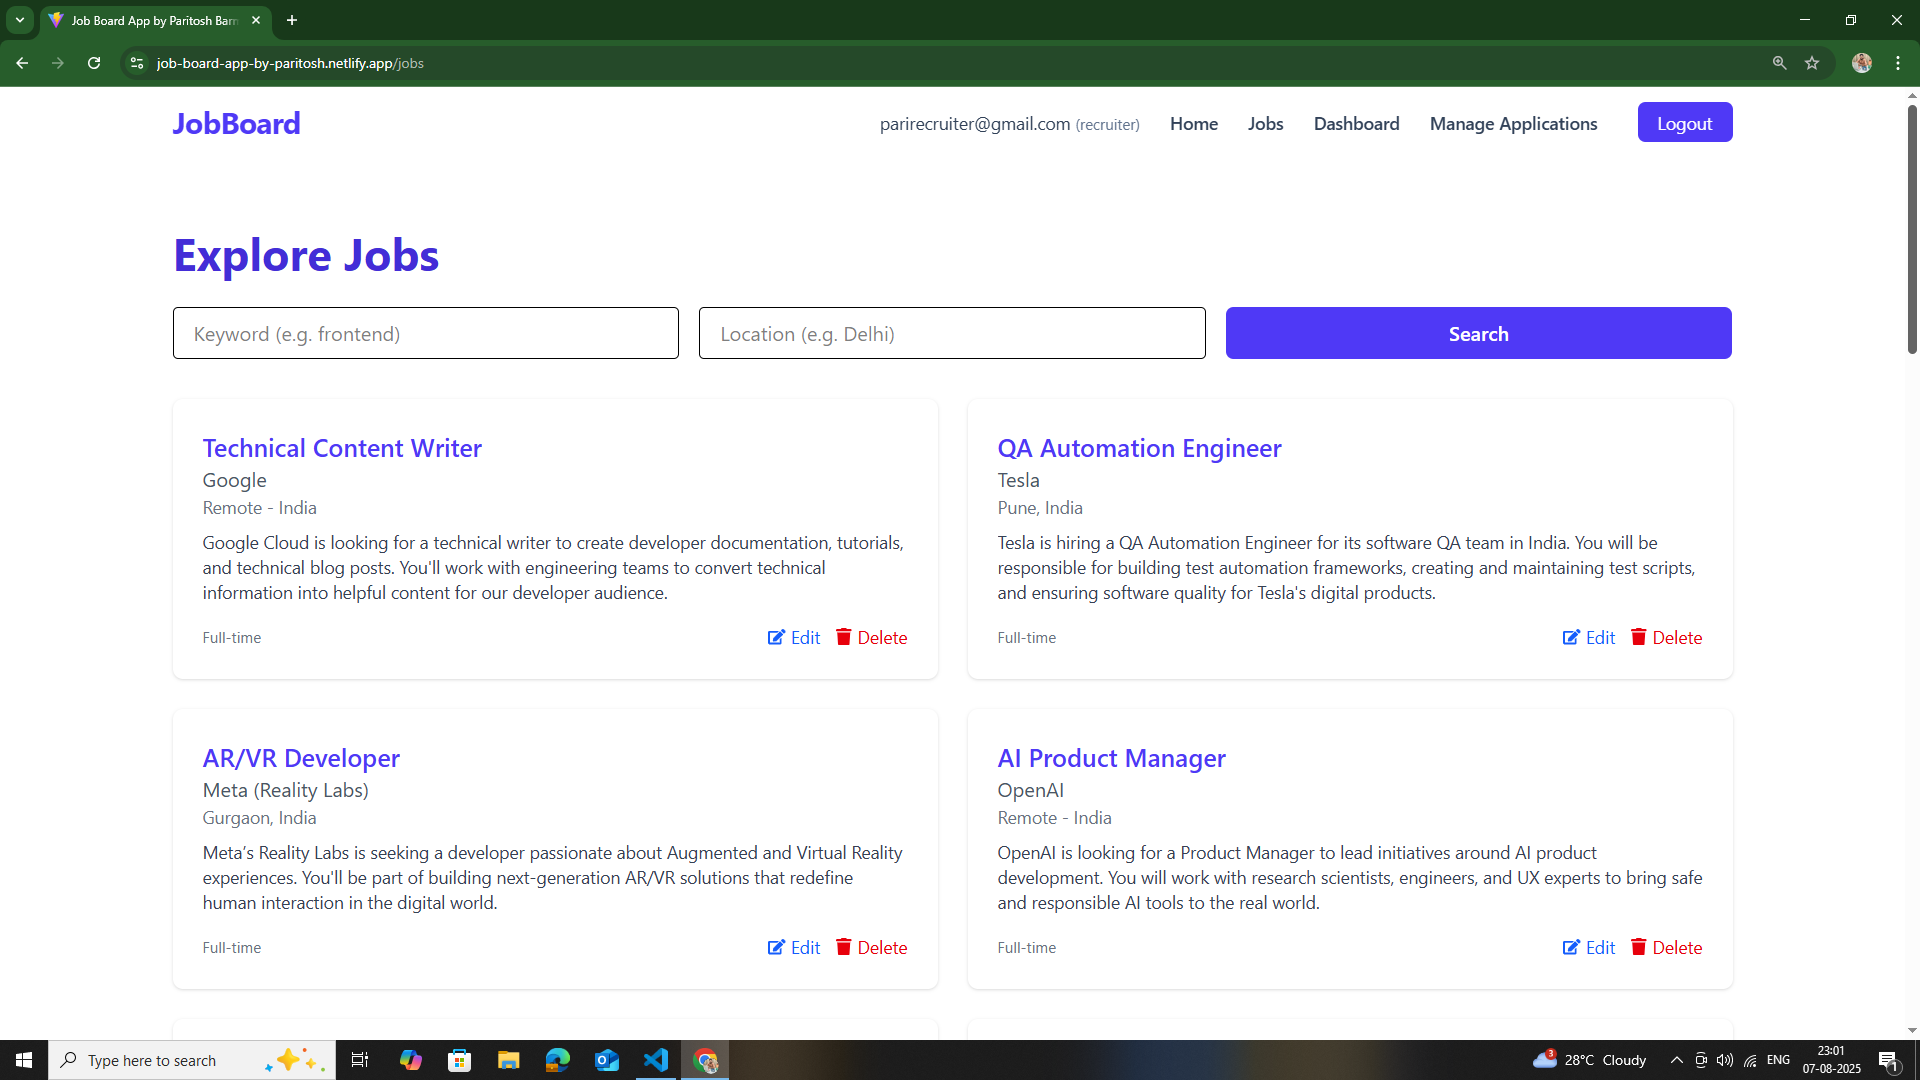 Job Board App by Paritosh Barn
job-board-app-by-paritosh.netlify.app/jobs
JobBoard
parirecruiter@gmail.com (recruiter)
Home
Jobs
Dashboard
Manage Applications
Logout
Explore Jobs
Keyword (e.g. frontend)
Location (e.g. Delhi)
Search
Technical Content Writer
Google
Remote - India
Google Cloud is looking for a technical writer to create developer documentation, tutorials,
and technical blog posts. You'll work with engineering teams to convert technical
information into helpful content for our developer audience.
Full-time
Edit
Delete
QA Automation Engineer
Tesla
Pune, India
Tesla is hiring a QA Automation Engineer for its software QA team in India. You will be
responsible for building test automation frameworks, creating and maintaining test scripts,
and ensuring software quality for Tesla's digital products.
Full-time
Edit
Delete
AR/VR Developer
Meta (Reality Labs)
Gurgaon, India
Meta’s Reality Labs is seeking a developer passionate about Augmented and Virtual Reality
experiences. You'll be part of building next-generation AR/VR solutions that redefine
human interaction in the digital world.
Full-time
Edit
Delete
AI Product Manager
OpenAI
Remote - India
OpenAI is looking for a Product Manager to lead initiatives around AI product
development. You will work with research scientists, engineers, and UX experts to bring safe
and responsible AI tools to the real world.
Full-time
Edit
Delete
Type here to search
3
28°C Cloudy
ENG
23:01
07-08-2025
1